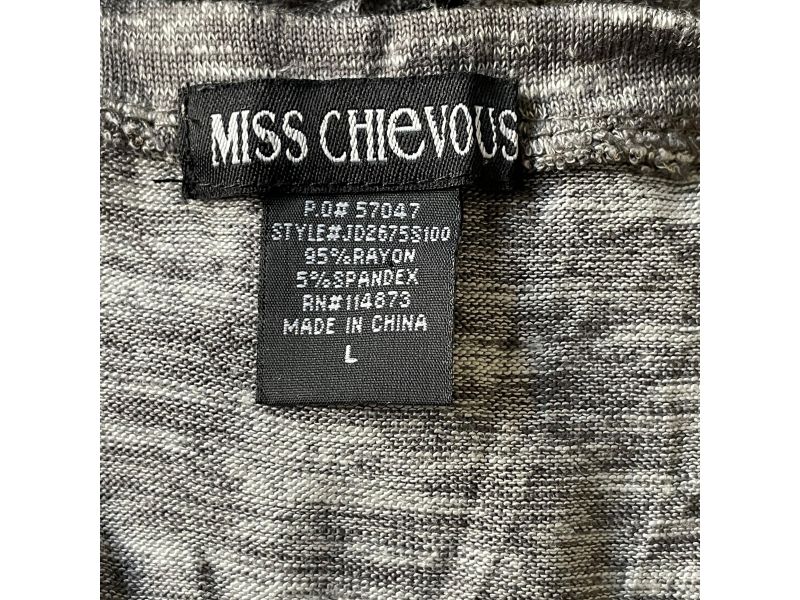 MISS CHIeVOUS
P.O# 57047
STYLE#JD2675S100
95%RAYON
5%SPANDEX
RN#114873
MADE IN CHINA
L